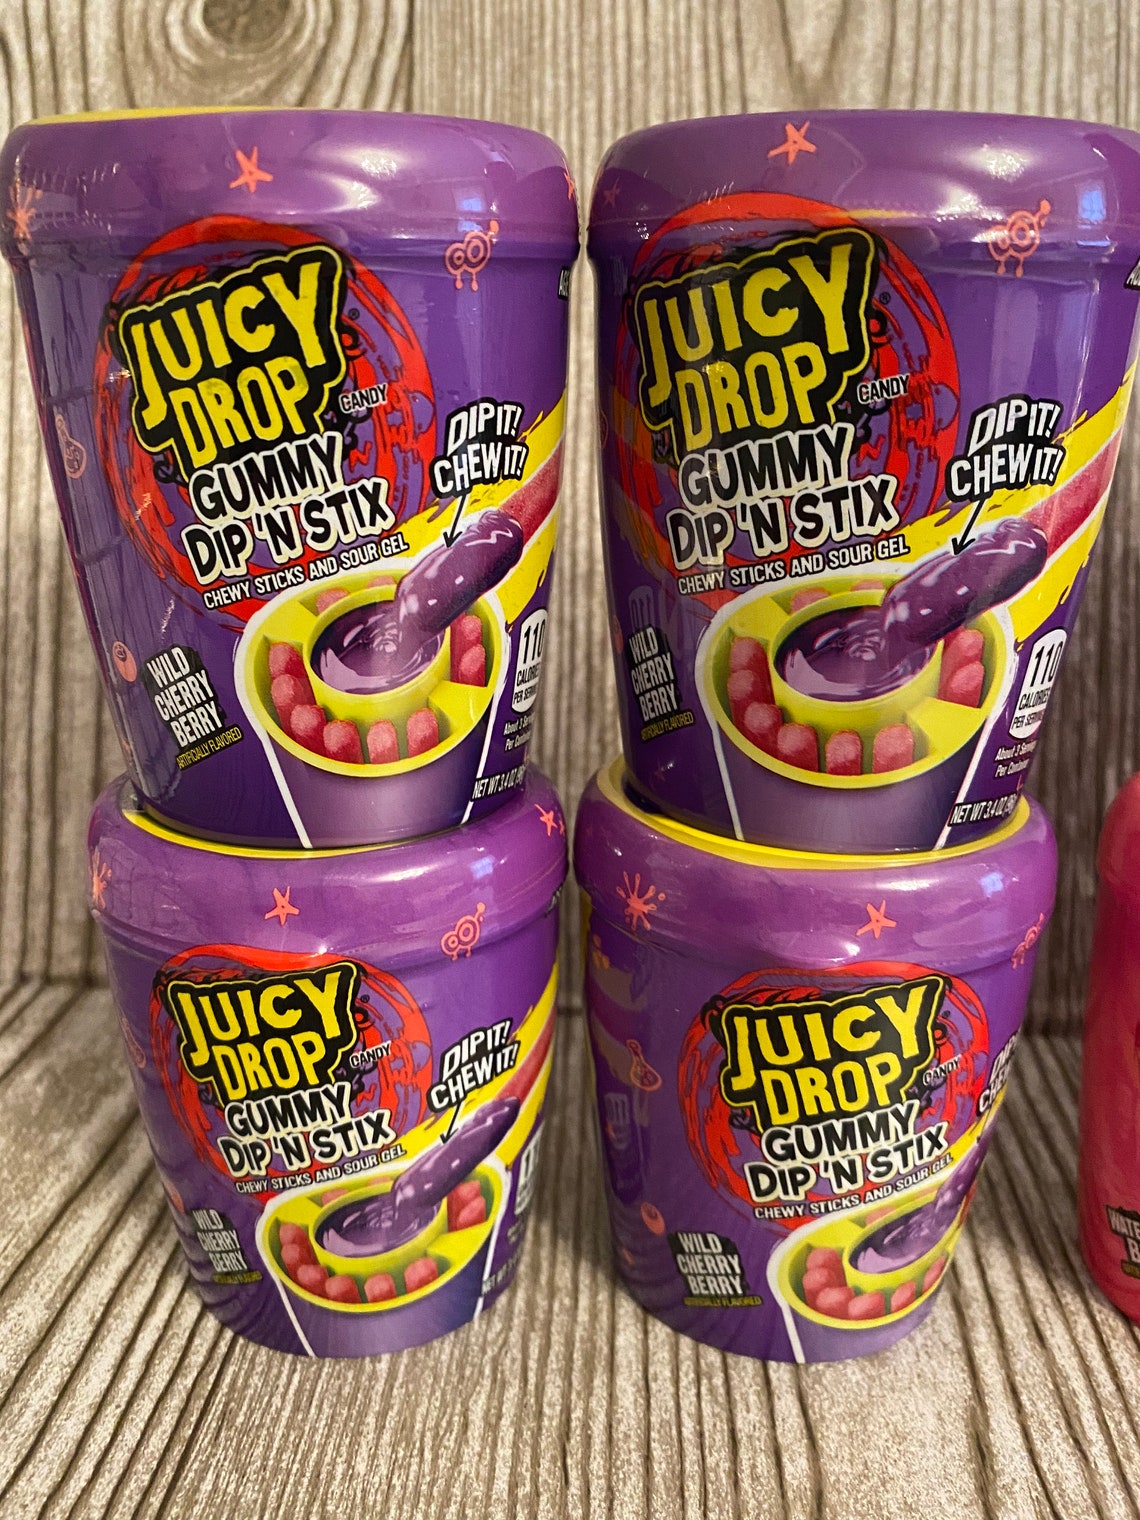 JUICY
DROP
CANDY
GUMMY
DIP 'N STIX
CHEWY STICKS AND SOUR GEL
DIP IT!
CHEW IT!
WILD
CHERRY
BERRY
ARTIFICIALLY FLAVORED
110
CALORIES
PER SERVING
About 3
Per Container
NET WT 3.4 OZ
JUICY
DROP
CANDY
GUMMY
DIP 'N STIX
CHEWY STICKS AND SOUR GEL
DIP IT!
CHEW IT!
WILD
CHERRY
BERRY
ARTIFICIALLY FLAVORED
110
CALORIES
PER SERVING
About 3
Per Container
NET WT 3.4 OZ
JUICY
DROP
CANDY
GUMMY
DIP 'N STIX
CHEWY STICKS AND SOUR GEL
DIP IT!
CHEW IT!
WILD
CHERRY
BERRY
ARTIFICIALLY FLAVORED
NET WT
JUICY
DROP
CANDY
GUMMY
DIP 'N STIX
CHEWY STICKS AND SOUR GEL
WILD
CHERRY
BERRY
ARTIFICIALLY FLAVORED